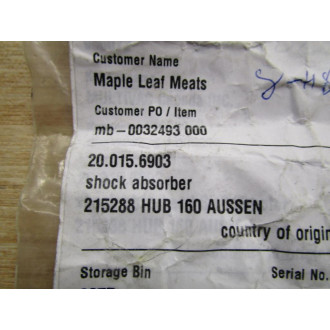 Customer Name
Maple Leaf Meats
Customer PO / Item
mb-0032493 000
20.015.6903
shock absorber
215288 HUB 160 AUSSEN
country of origin
Storage Bin Serial No.